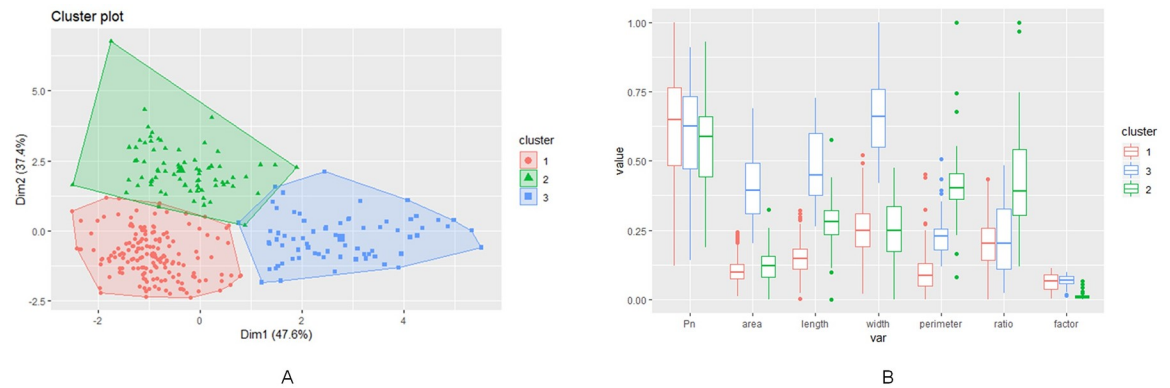 Cluster plot
5.0
2.5
0.0
-2.5
Dim2 (37.4%)
-2
0
2
4
Dim1 (47.6%)
cluster
1
2
3
A
1.00
0.75
0.50
0.25
0.00
value
Pn area length width perimeter ratio factor
var
cluster
1
3
2
B